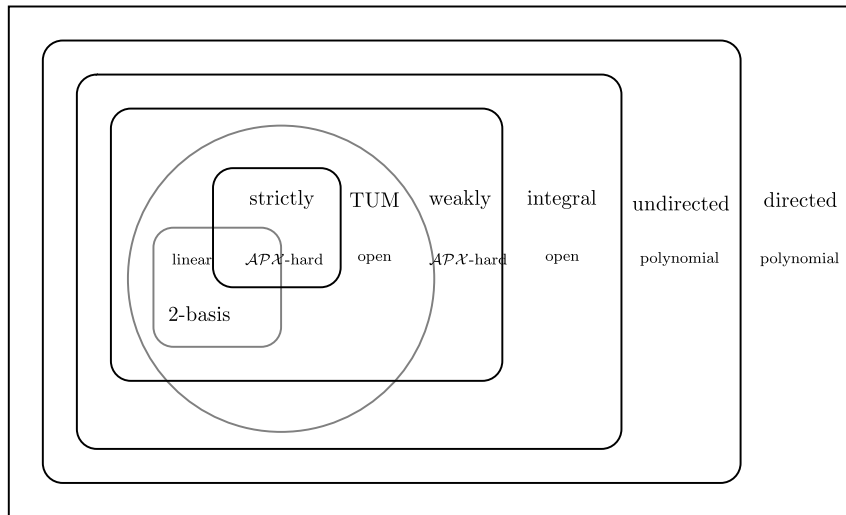 strictly TUM weakly integral undirected directed
linear 𝒜𝒫𝒳-hard open 𝒜𝒫𝒳-hard open polynomial polynomial
2-basis